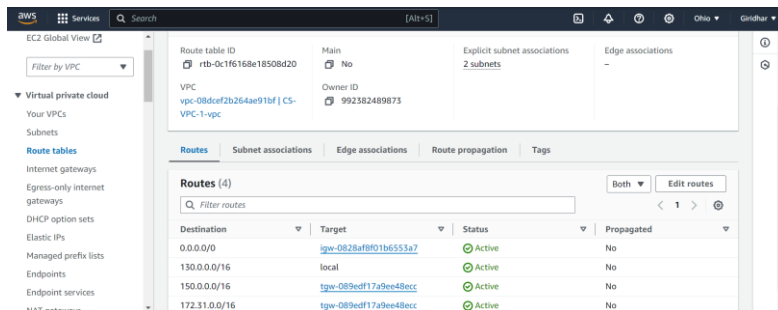 aws Services Search [Alt+S] Ohio Giridhar
EC2 Global View
Filter by VPC
Virtual private cloud
Your VPCs
Subnets
Route tables
Internet gateways
Egress-only internet
gateways
DHCP option sets
Elastic IPs
Managed prefix lists
Endpoints
Endpoint services
NAT gateways
Route table ID Main Explicit subnet associations Edge associations
rtb-0c1f6168e18508d20 No 2 subnets –
VPC Owner ID
vpc-08dcef2b264ae91bf | CS- 992382489873
VPC-1-vpc
Routes Subnet associations Edge associations Route propagation Tags
Routes (4) Both Edit routes
Filter routes 1
Destination Target Status Propagated
0.0.0.0/0 igw-0828af8f01b6553a7 Active No
130.0.0.0/16 local Active No
150.0.0.0/16 tgw-089edf17a9ee48ecc Active No
172.31.0.0/16 tgw-089edf17a9ee48ecc Active No